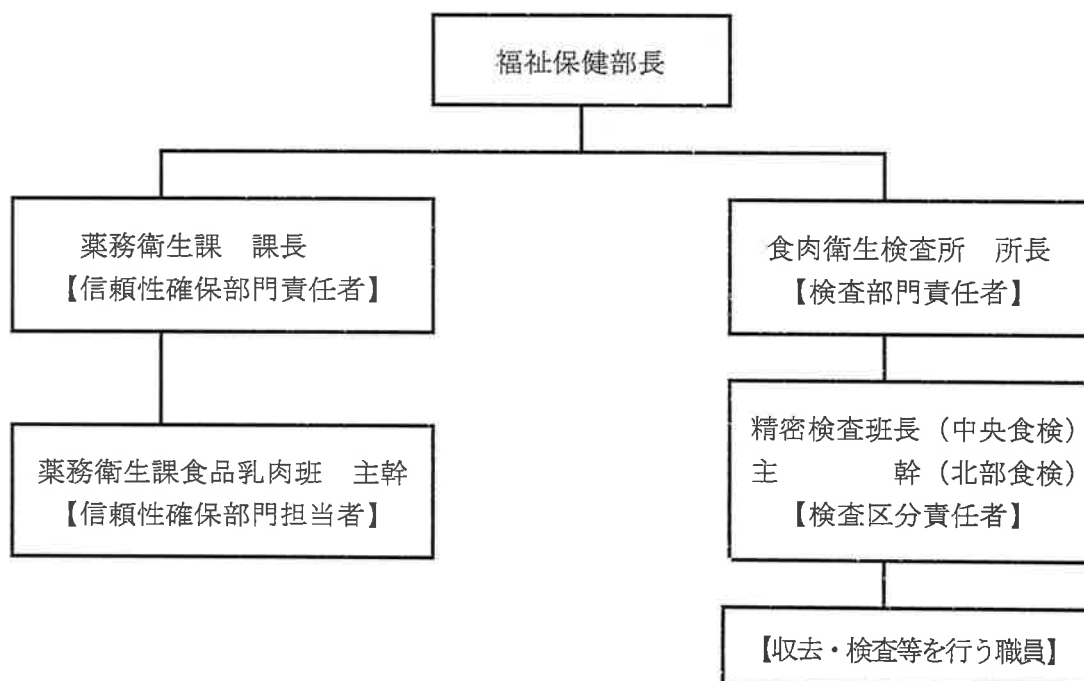 福祉保健部長
薬務衛生課　課長
【信頼性確保部門責任者】
食肉衛生検査所　所長
【検査部門責任者】
薬務衛生課食品乳肉班　主幹
【信頼性確保部門担当者】
精密検査班長（中央食検）
主　　　　幹（北部食検）
【検査区分責任者】
【収去・検査等を行う職員】